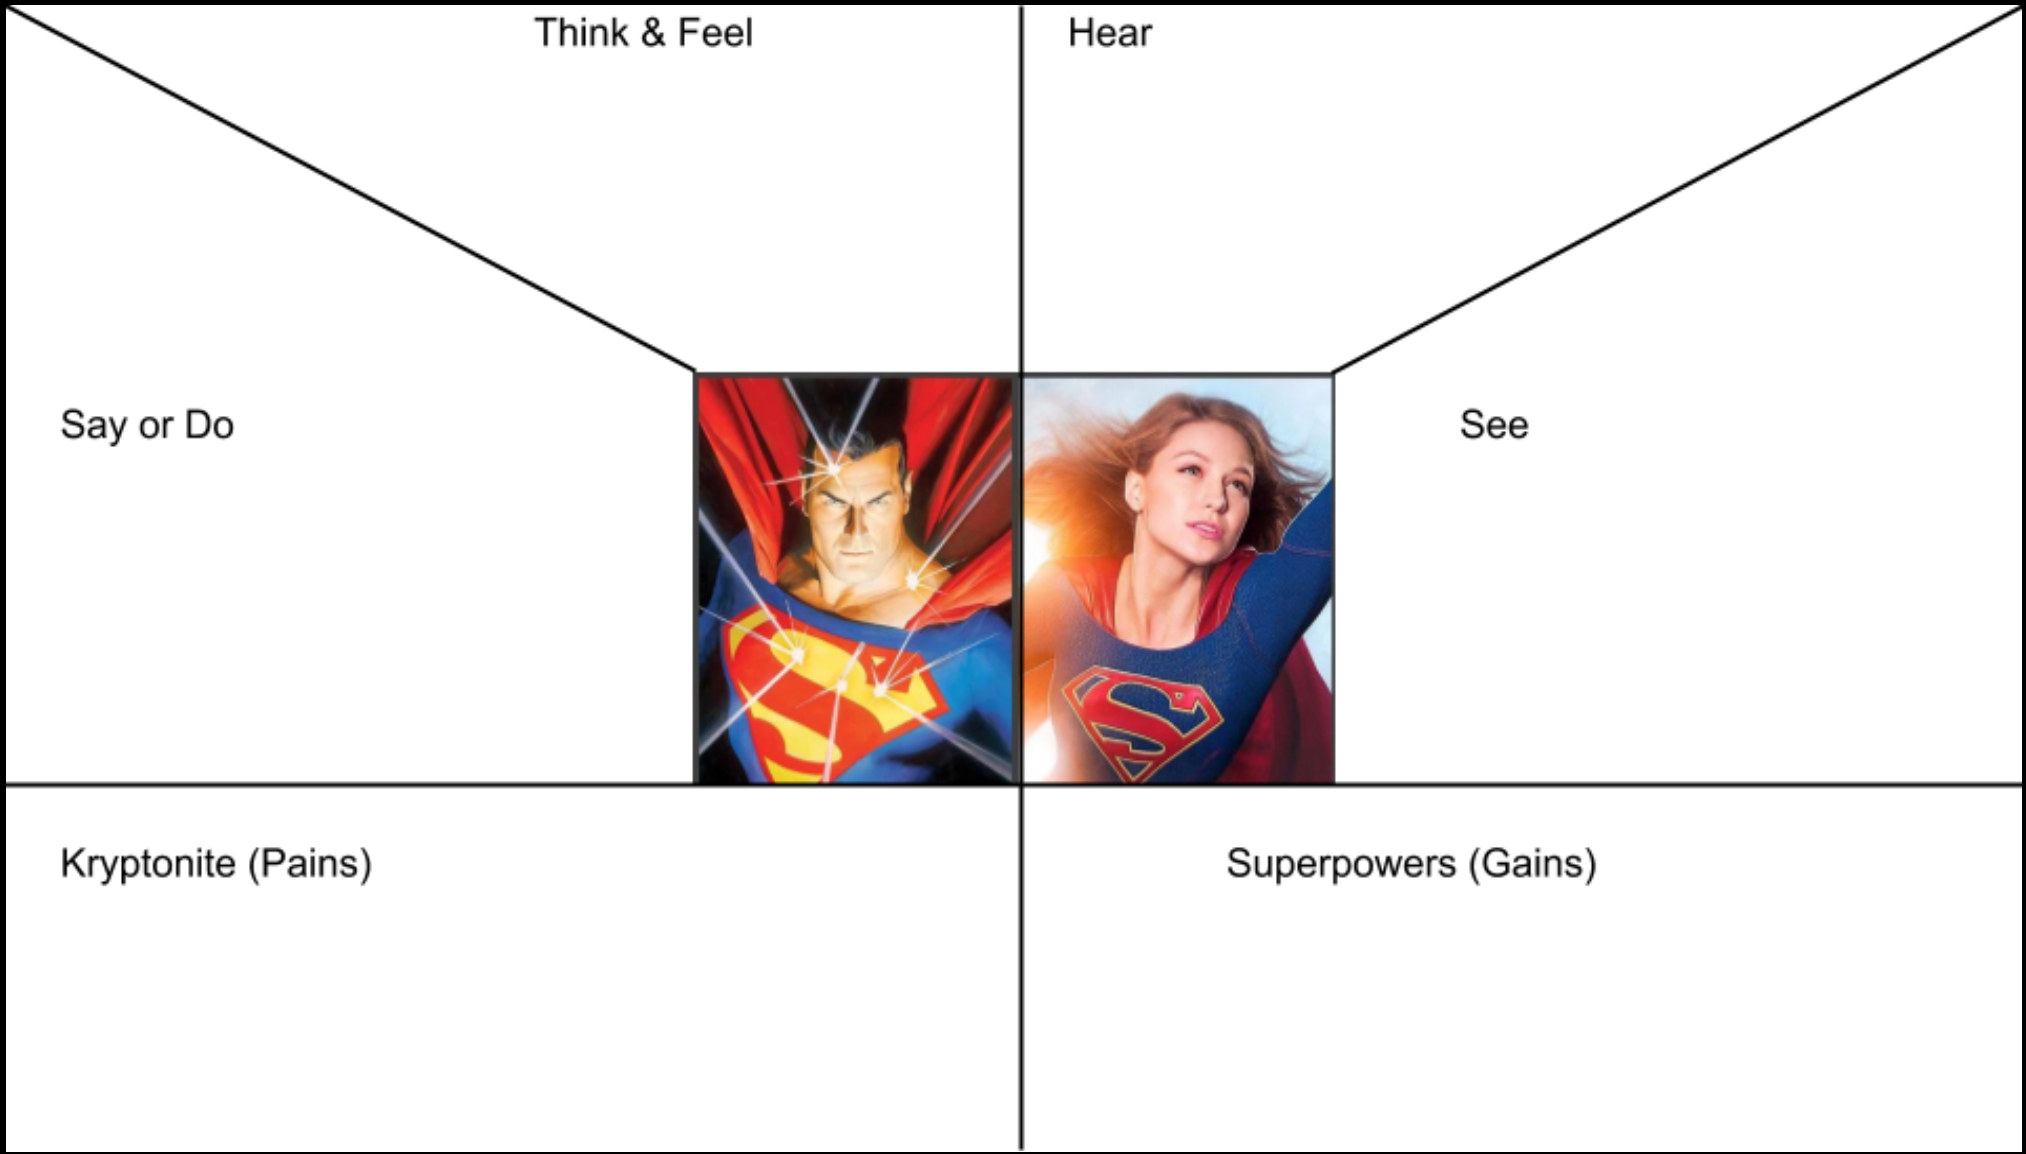 Think & Feel
Hear
Say or Do
See
Kryptonite (Pains)
Superpowers (Gains)